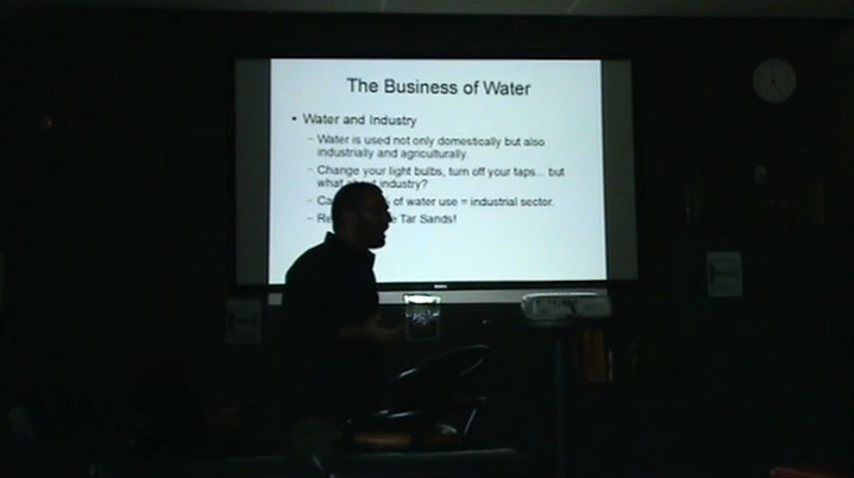 The Business of Water
• Water and Industry
– Water is used not only domestically but also
industrially and agriculturally.
– Change your light bulbs, turn off your taps... but
what industry?
– of water use = industrial sector.
– Tar Sands!